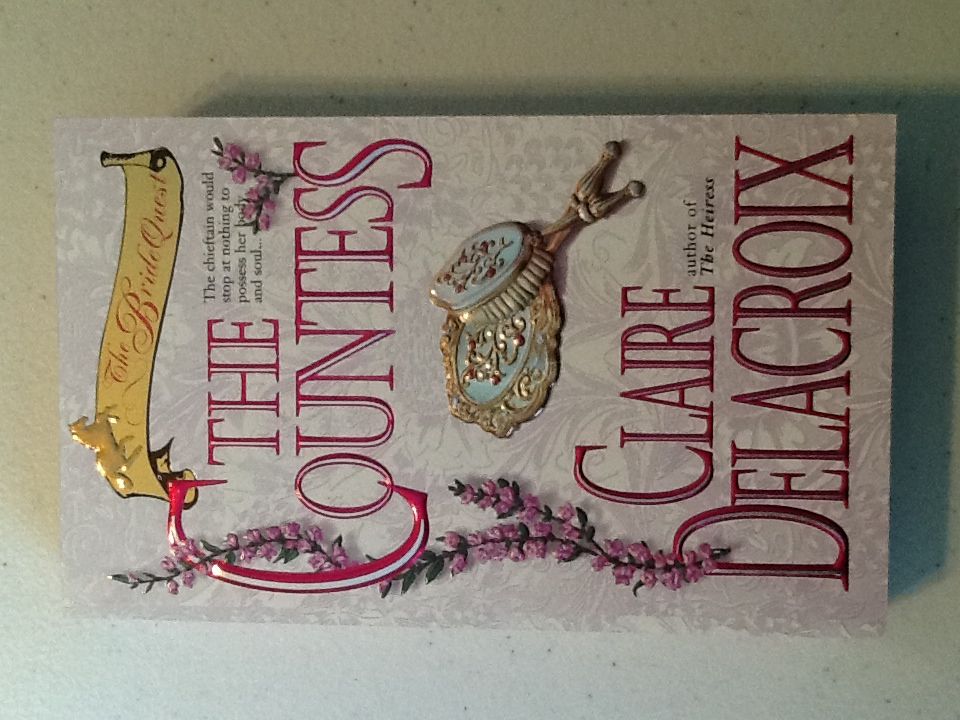 The Bride Quest
The chieftain would
stop at nothing to
possess her body
and soul...
THE
COUNTESS
author of
The Heiress
CLAIRE
DELACROIX